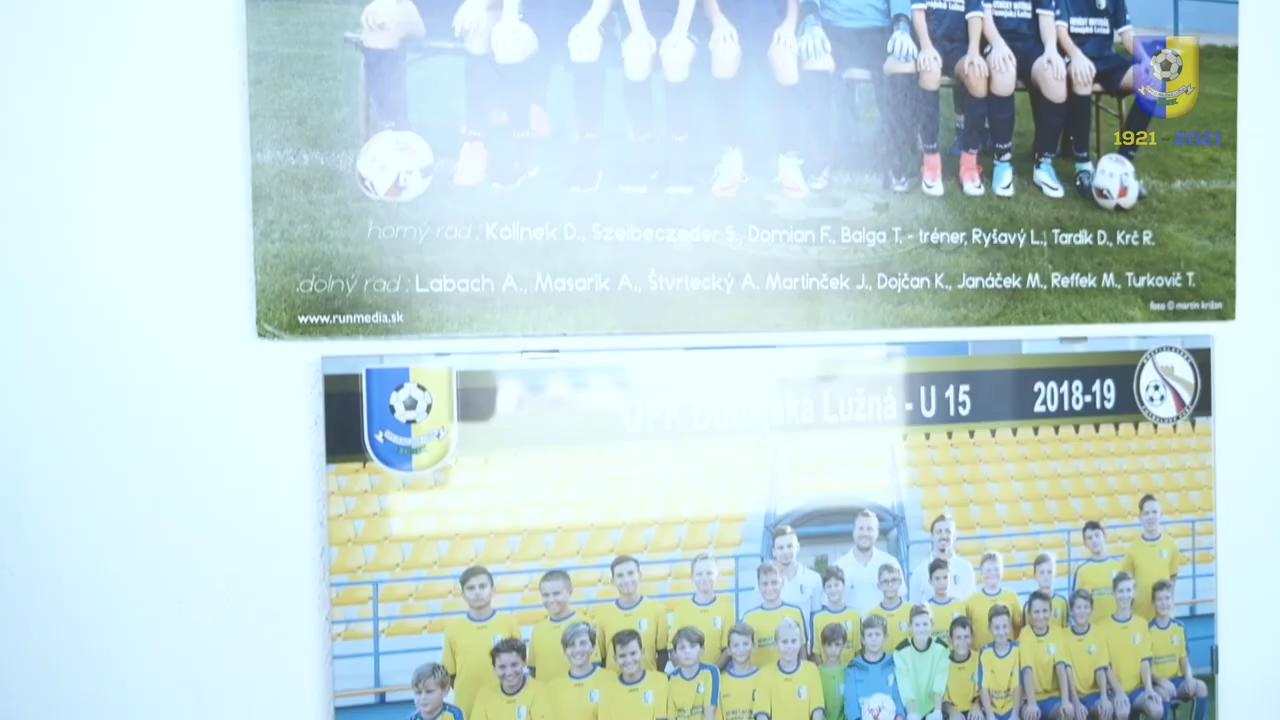 1921 - 2021
horný rad : Kolinek D., Szeibeczeder S., Domian F., Balga T. - tréner, Ryšavý L., Tardík D., Krč R.
dolný rad : Labach A., Masarik A., Štvrtecký A. Martinček J., Dojčan K., Janáček M., Reffek M., Turkovič T.
www.runmedia.sk
foto © martin križan
Lužná - U 15 2018-19